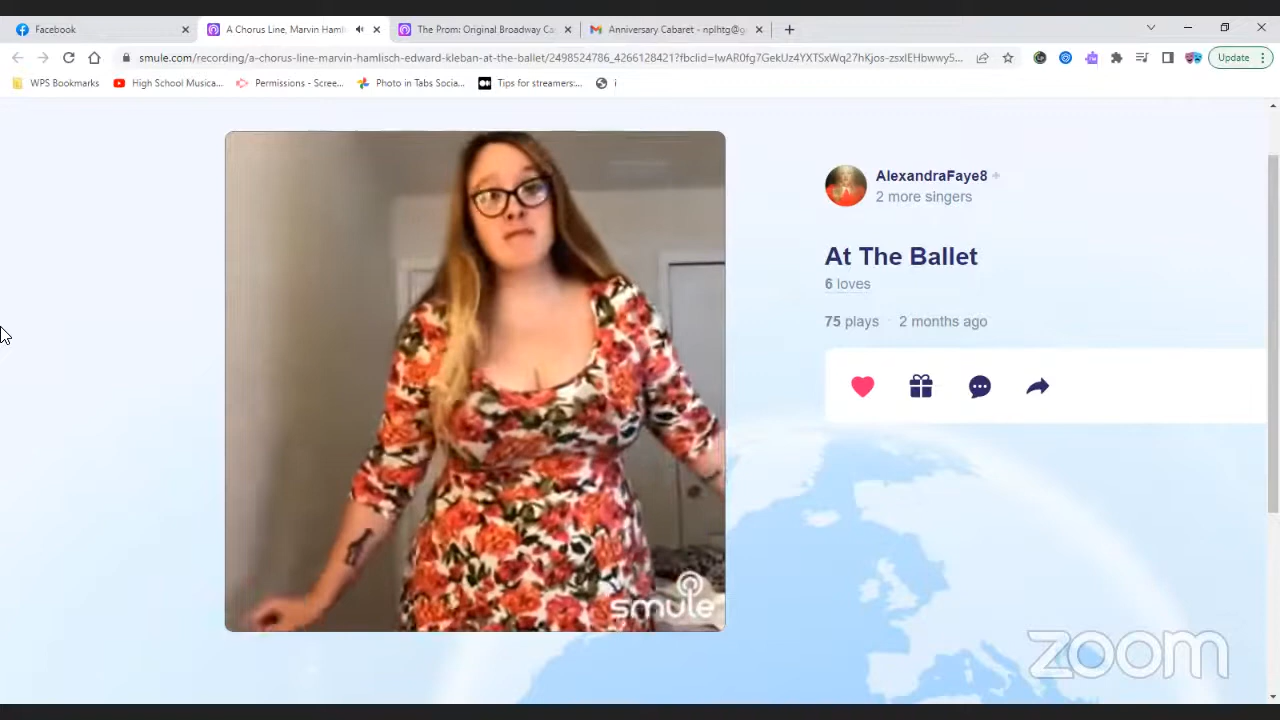 Facebook
A Chorus Line, Marvin Haml
The Prom: Original Broadway Ca
Anniversary Cabaret - nplhtg@g
smule.com/recording/a-chorus-line-marvin-hamlisch-edward-kleban-at-the-ballet/2498524786_4266128421?fbclid=IwAR0fg7GekUz4YXTSxWq27hKjos-zsxlEHbwwy5...
Update
WPS Bookmarks
High School Musica...
Permissions - Scree...
Photo in Tabs Socia...
Tips for streamers:...
i
AlexandraFaye8 +
2 more singers
At The Ballet
6 loves
75 plays · 2 months ago
smule
zoom